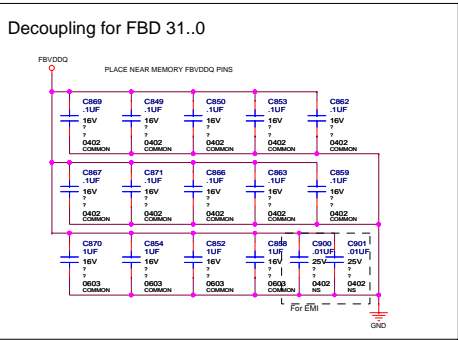 Decoupling for FBD 31..0
FBVDDQ
PLACE NEAR MEMORY FBVDDQ PINS
C869 C849 C850 C853 C862
.1UF .1UF .1UF .1UF .1UF
16V 16V 16V 16V 16V
? ? ? ? ?
? ? ? ? ?
0402 0402 0402 0402 0402
COMMON COMMON COMMON COMMON COMMON
C867 C871 C866 C863 C859
.1UF .1UF .1UF .1UF .1UF
16V 16V 16V 16V 16V
? ? ? ? ?
? ? ? ? ?
0402 0402 0402 0402 0402
COMMON COMMON COMMON COMMON COMMON
C870 C854 C852 C858 C900 C901
1UF 1UF 1UF 1UF .01UF .01UF
16V 16V 16V 16V 25V 25V
? ? ? ? ? ?
? ? ? ? ? ?
0603 0603 0603 0603 0402 0402
COMMON COMMON COMMON COMMON NS NS
For EMI
GND